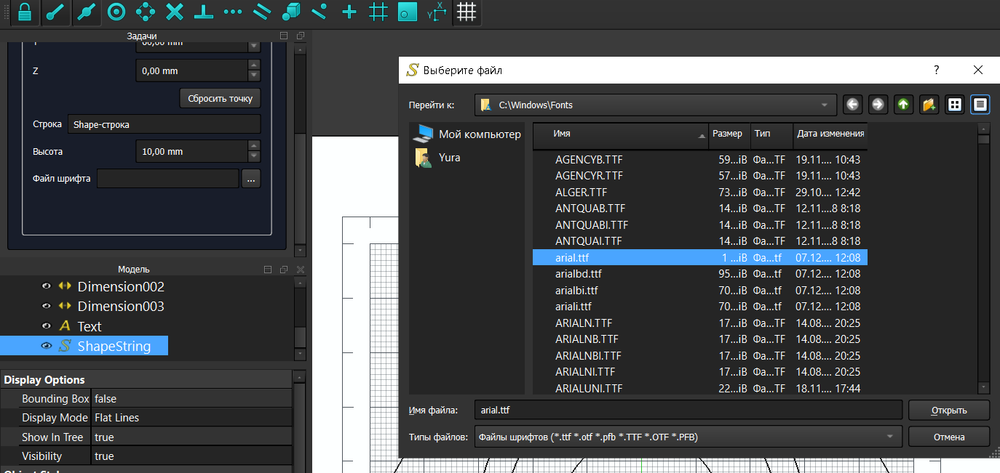 Задачи
60,00 mm
Z 0,00 mm
Сбросить точку
Строка Shape-строка
Высота 10,00 mm
Файл шрифта ...
Модель
Dimension002
Dimension003
Text
ShapeString
Display Options
Bounding Box false
Display Mode Flat Lines
Show In Tree true
Visibility true
Выберите файл ?
Перейти к: C:\Windows\Fonts
Мой компьютер
Yura
Имя Размер Тип Дата изменения
AGENCYB.TTF 59...iB Фа...TF 19.11.... 10:43
AGENCYR.TTF 57...iB Фа...TF 19.11.... 10:43
ALGER.TTF 73...iB Фа...TF 29.10.... 12:42
ANTQUAB.TTF 14...iB Фа...TF 12.11...8 8:18
ANTQUABI.TTF 14...iB Фа...TF 12.11...8 8:18
ANTQUAI.TTF 14...iB Фа...TF 12.11...8 8:18
arial.ttf 1 ...iB Фа...tf 07.12.... 12:08
arialbd.ttf 95...iB Фа...tf 07.12.... 12:08
arialbi.ttf 70...iB Фа...tf 07.12.... 12:08
ariali.ttf 70...iB Фа...tf 07.12.... 12:08
ARIALN.TTF 17...iB Фа...TF 14.08.... 20:25
ARIALNB.TTF 17...iB Фа...TF 14.08.... 20:25
ARIALNBI.TTF 17...iB Фа...TF 14.08.... 20:25
ARIALNI.TTF 17...iB Фа...TF 14.08.... 20:25
ARIALUNI.TTF 22...iB Фа...TF 18.11.... 17:44
Имя файла: arial.ttf Открыть
Типы файлов: Файлы шрифтов (*.ttf *.otf *.pfb *.TTF *.OTF *.PFB) Отмена